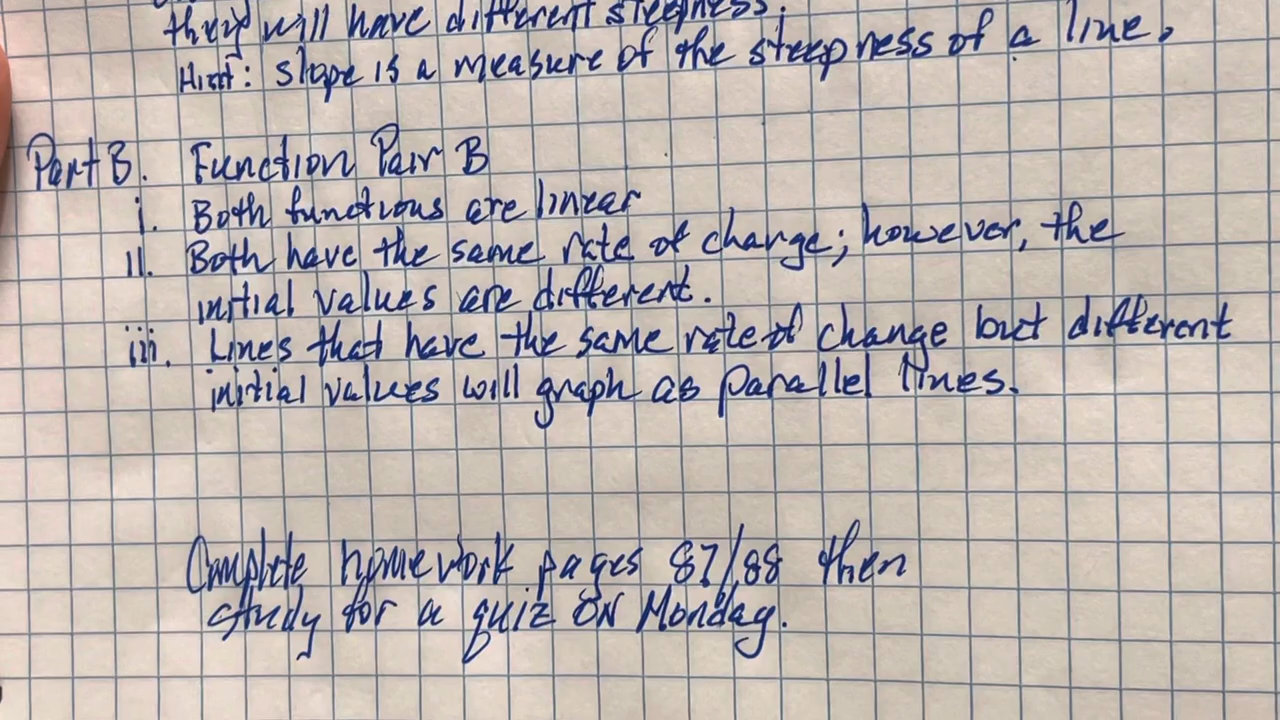 they will have different steepness.
Hint: slope is a measure of the steepness of a line.
Part B. Function Pair B
i. Both functions are linear
ii. Both have the same rate of change; however, the
initial values are different.
iii. Lines that have the same rate of change but different
initial values will graph as parallel lines.
Complete homework pages 87/88 then
study for a quiz on Monday.